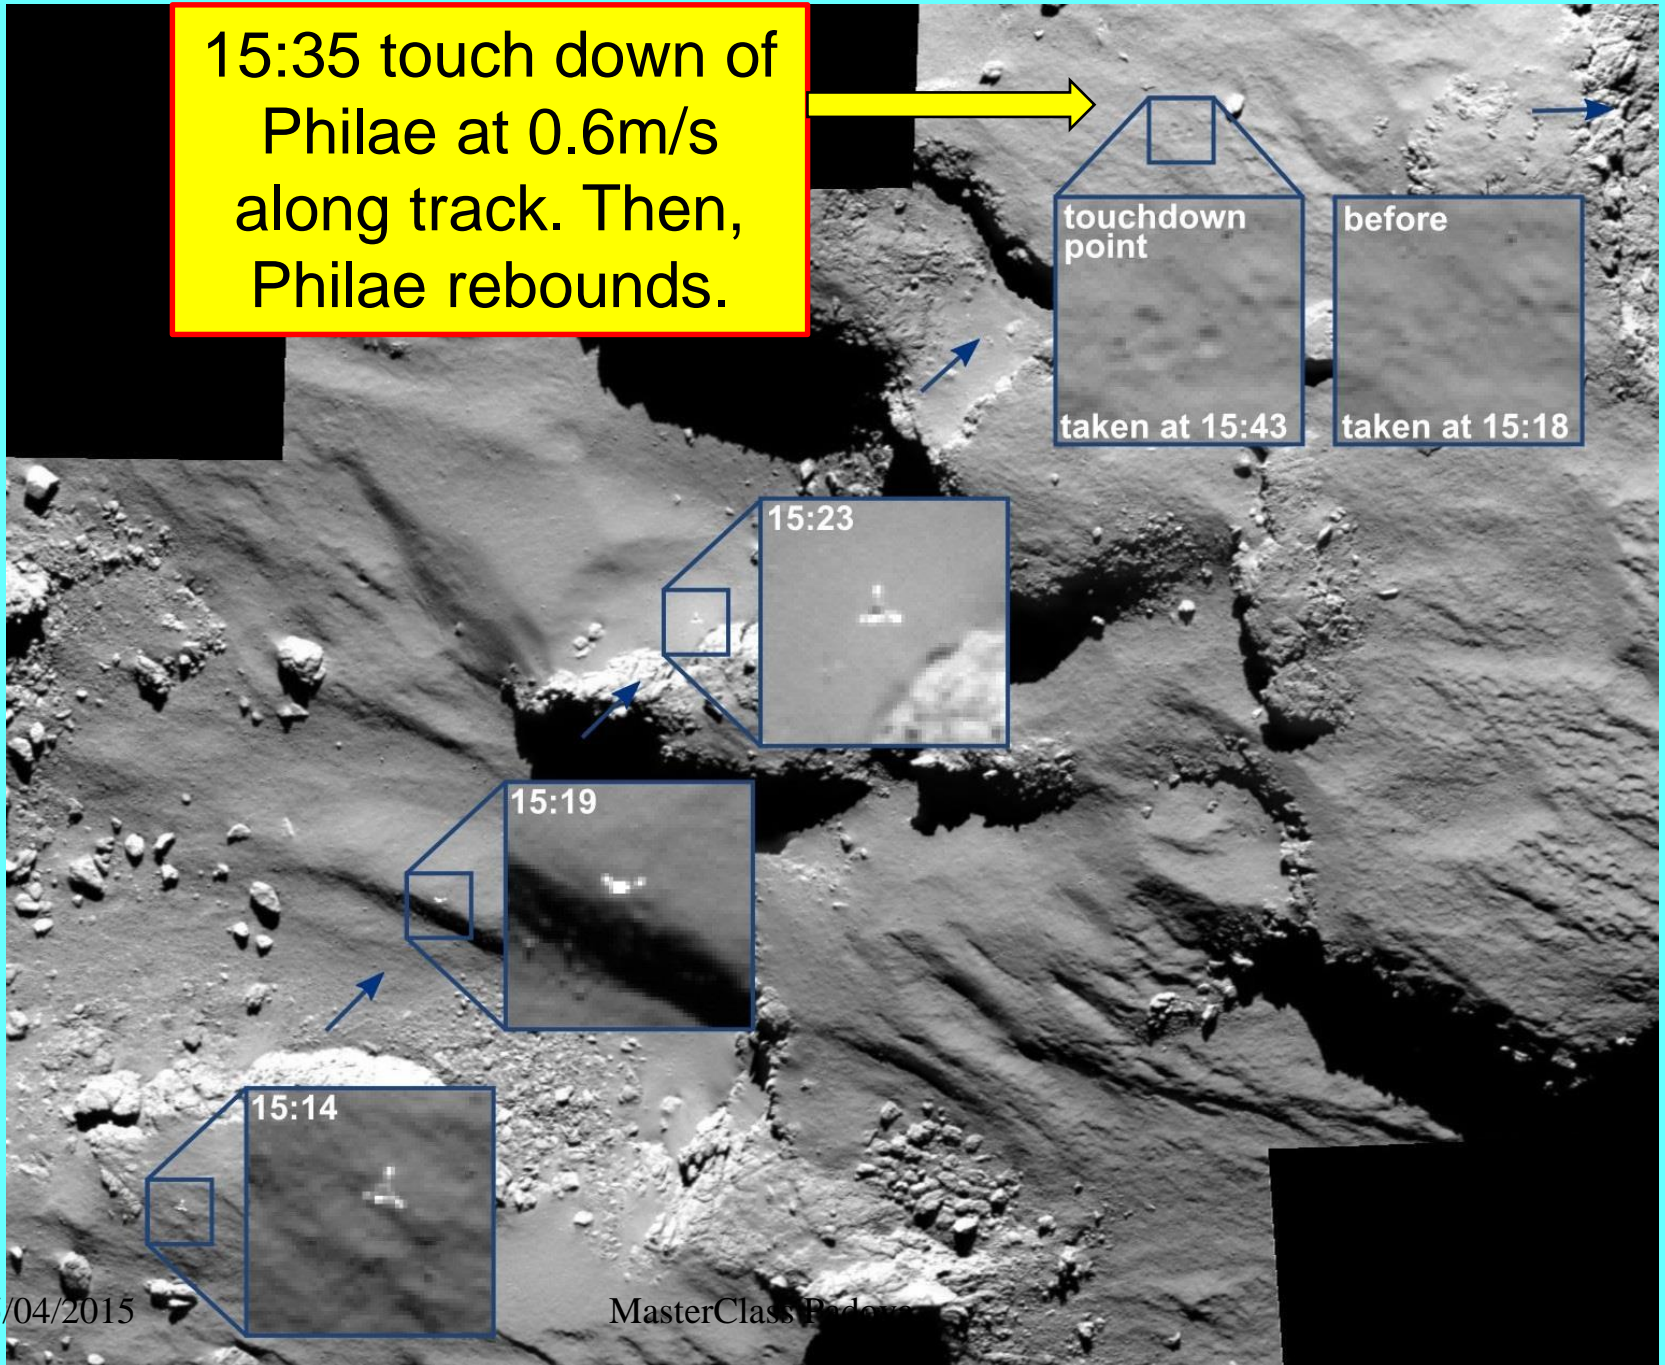 15:35 touch down of
Philae at 0.6m/s
along track. Then,
Philae rebounds.
touchdown
point
taken at 15:43
before
taken at 15:18
15:23
15:19
15:14
/04/2015
MasterClass Padova